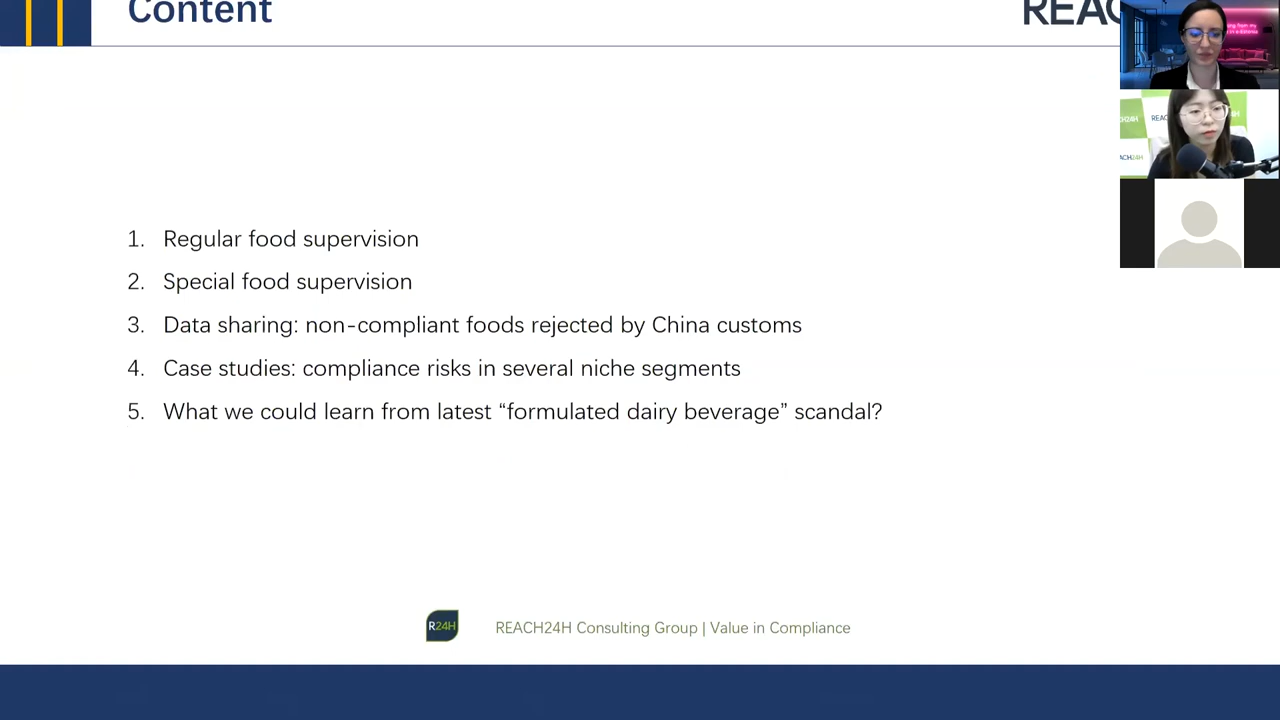 Content
REAC
1. Regular food supervision
2. Special food supervision
3. Data sharing: non-compliant foods rejected by China customs
4. Case studies: compliance risks in several niche segments
5. What we could learn from latest “formulated dairy beverage” scandal?
R24H
REACH24H Consulting Group | Value in Compliance